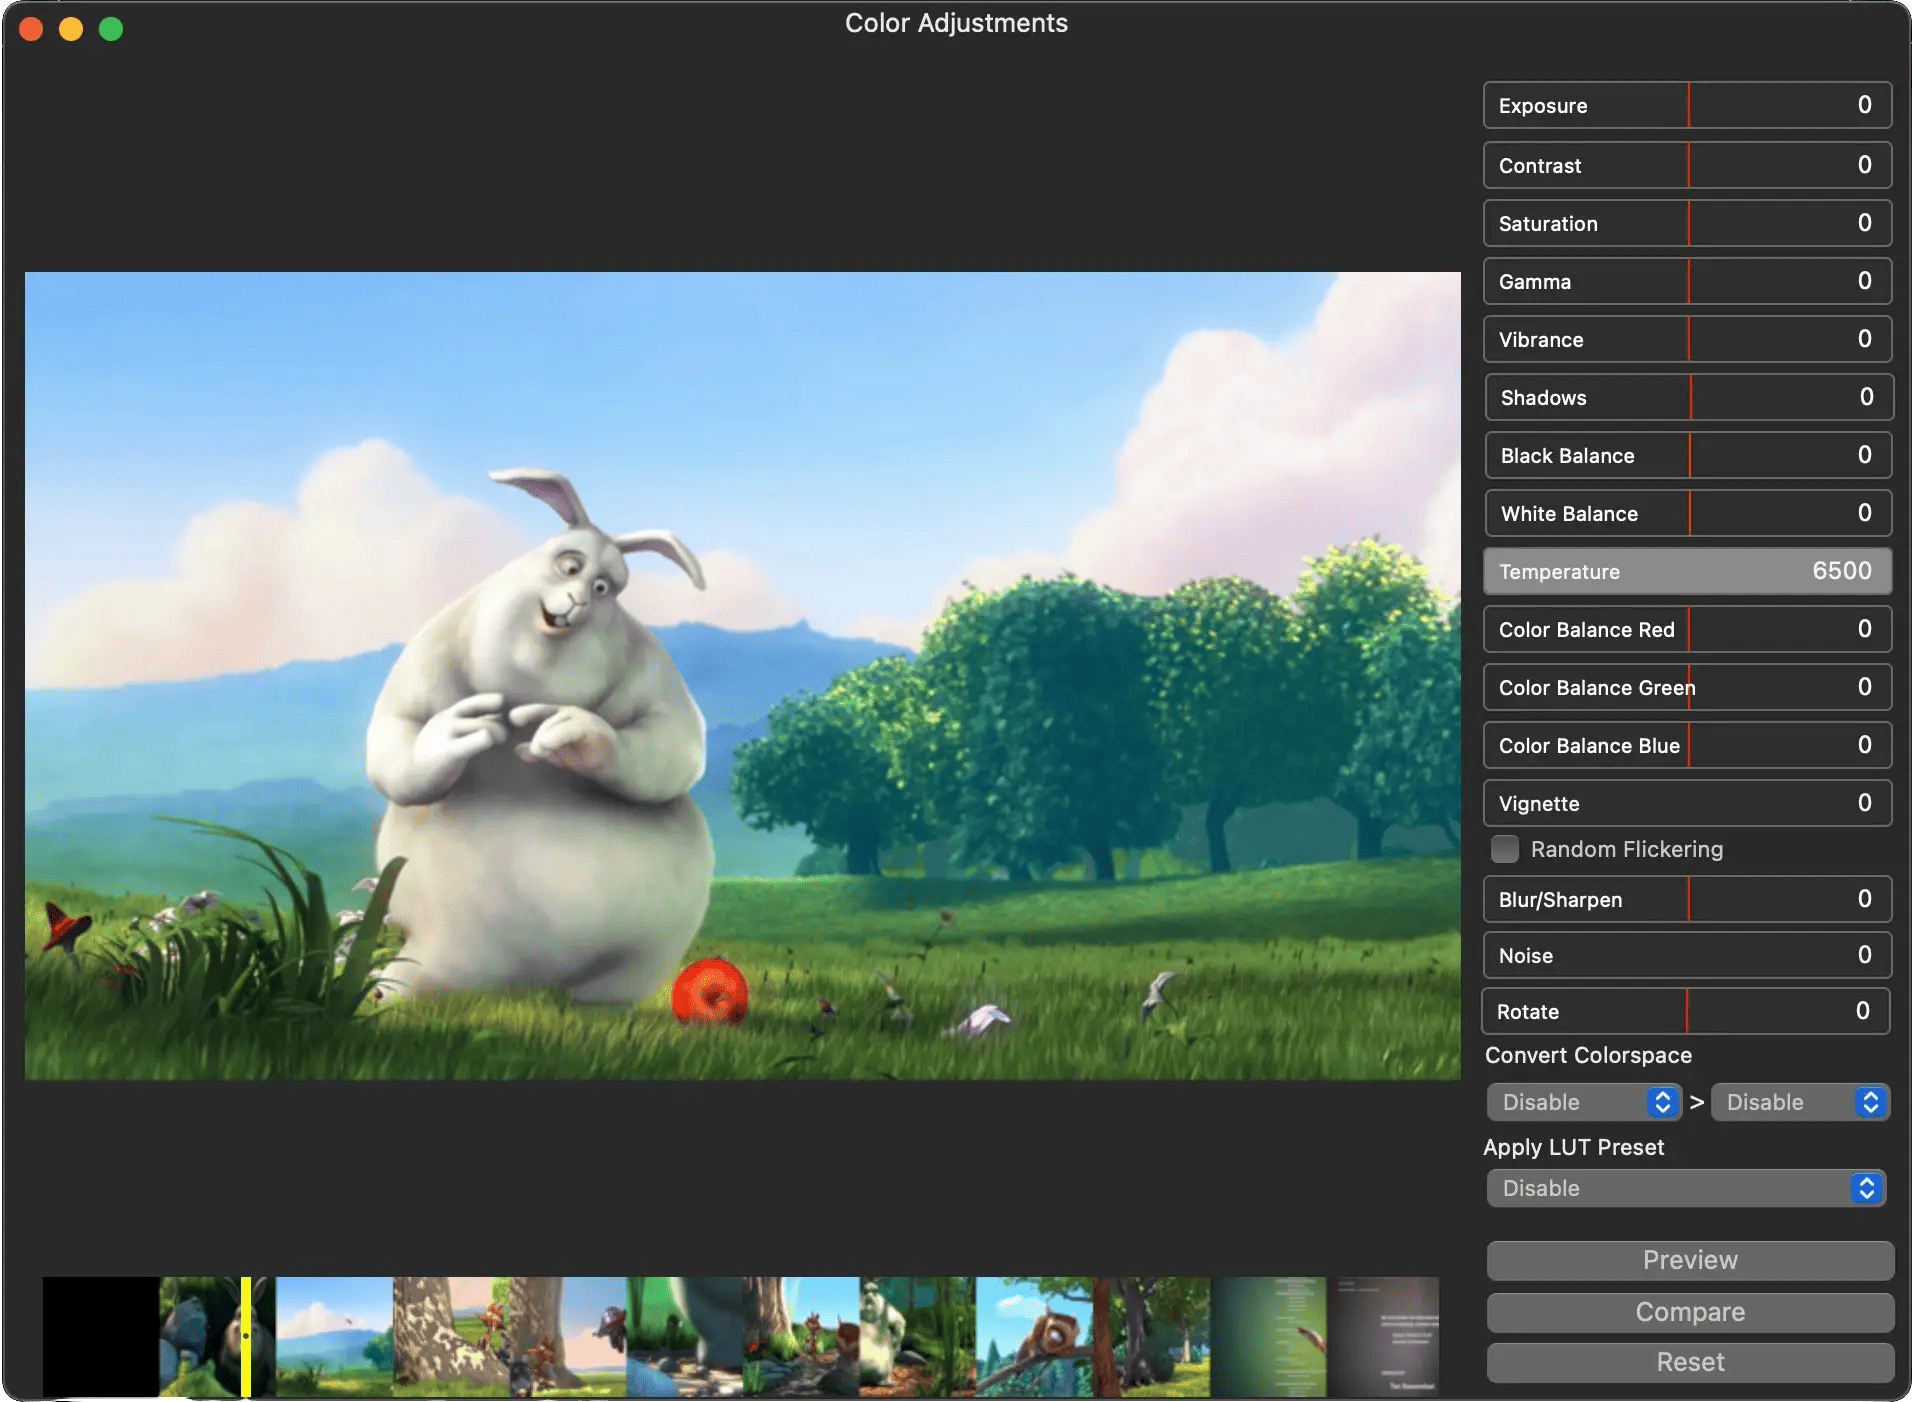 Color Adjustments
Exposure 0
Contrast 0
Saturation 0
Gamma 0
Vibrance 0
Shadows 0
Black Balance 0
White Balance 0
Temperature 6500
Color Balance Red 0
Color Balance Green 0
Color Balance Blue 0
Vignette 0
Random Flickering
Blur/Sharpen 0
Noise 0
Rotate 0
Convert Colorspace
Disable > Disable
Apply LUT Preset
Disable
Preview
Compare
Reset